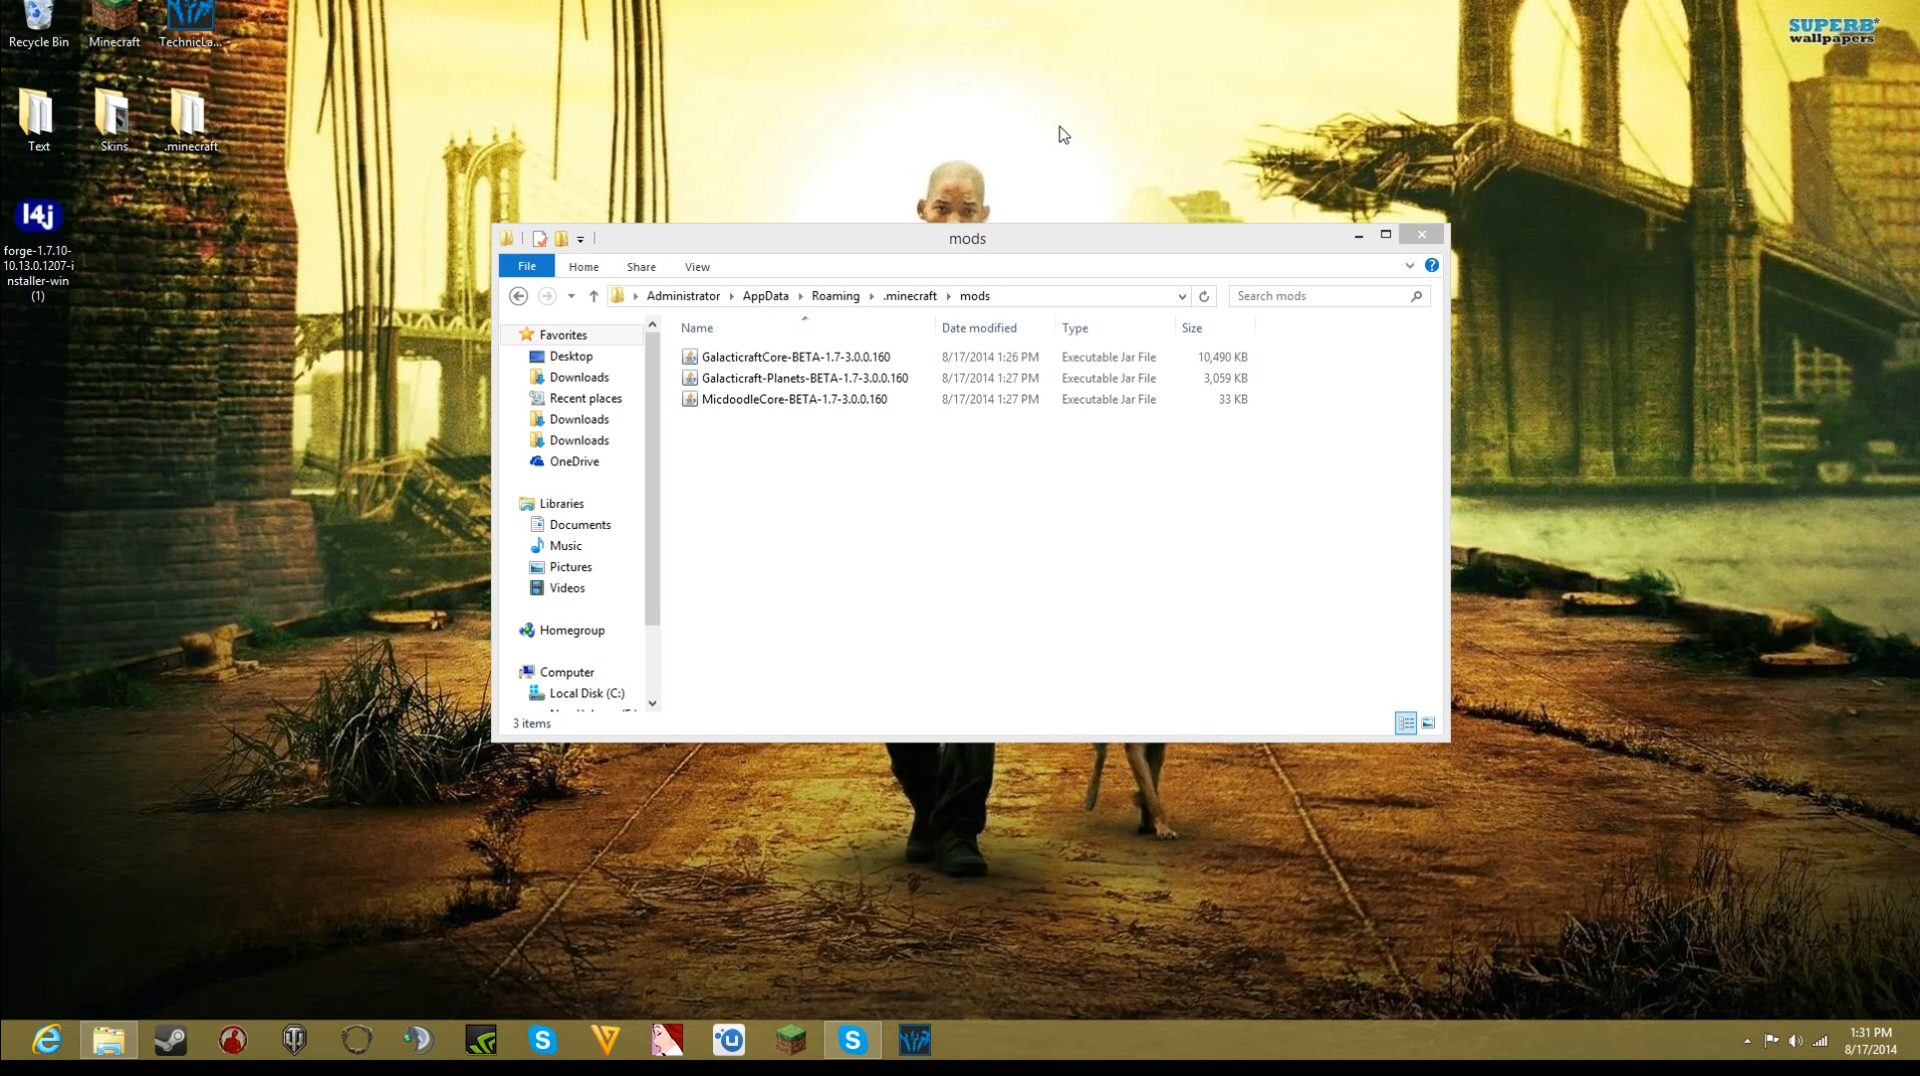 SUPERB*
wallpapers
Recycle Bin
Minecraft
TechnicLa...
Text
Skins
.minecraft
l4j
forge-1.7.10-
10.13.0.1207-i
nstaller-win
(1)
mods
File
Home
Share
View
Administrator
AppData
Roaming
.minecraft
mods
Search mods
Name
Date modified
Type
Size
GalacticraftCore-BETA-1.7-3.0.0.160 8/17/2014 1:26 PM Executable Jar File 10,490 KB
Galacticraft-Planets-BETA-1.7-3.0.0.160 8/17/2014 1:27 PM Executable Jar File 3,059 KB
MicdoodleCore-BETA-1.7-3.0.0.160 8/17/2014 1:27 PM Executable Jar File 33 KB
Favorites
Desktop
Downloads
Recent places
Downloads
Downloads
OneDrive
Libraries
Documents
Music
Pictures
Videos
Homegroup
Computer
Local Disk (C:)
3 items
1:31 PM
8/17/2014